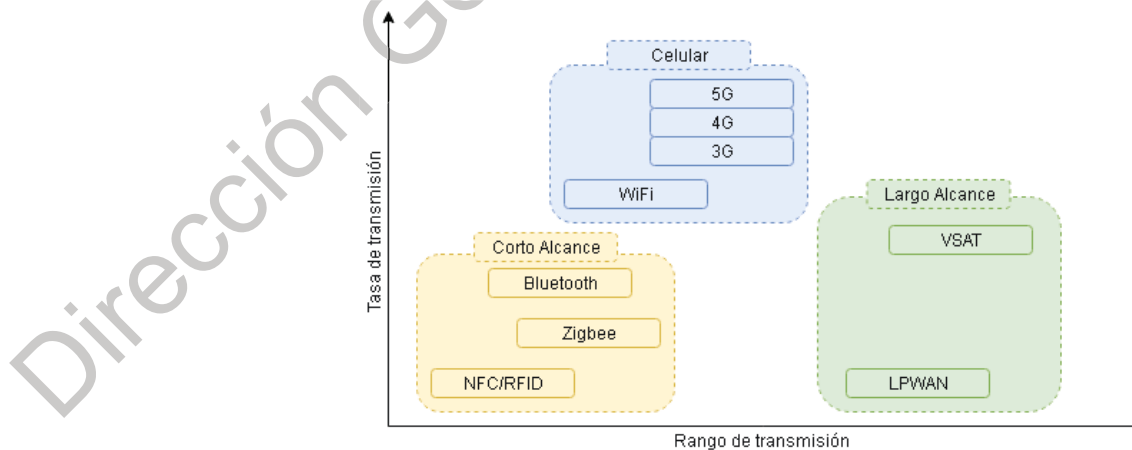 Celular
5G
4G
3G
WiFi
Largo Alcance
VSAT
LPWAN
Corto Alcance
Bluetooth
Zigbee
NFC/RFID
Tasa de transmisión
Rango de transmisión
Dirección